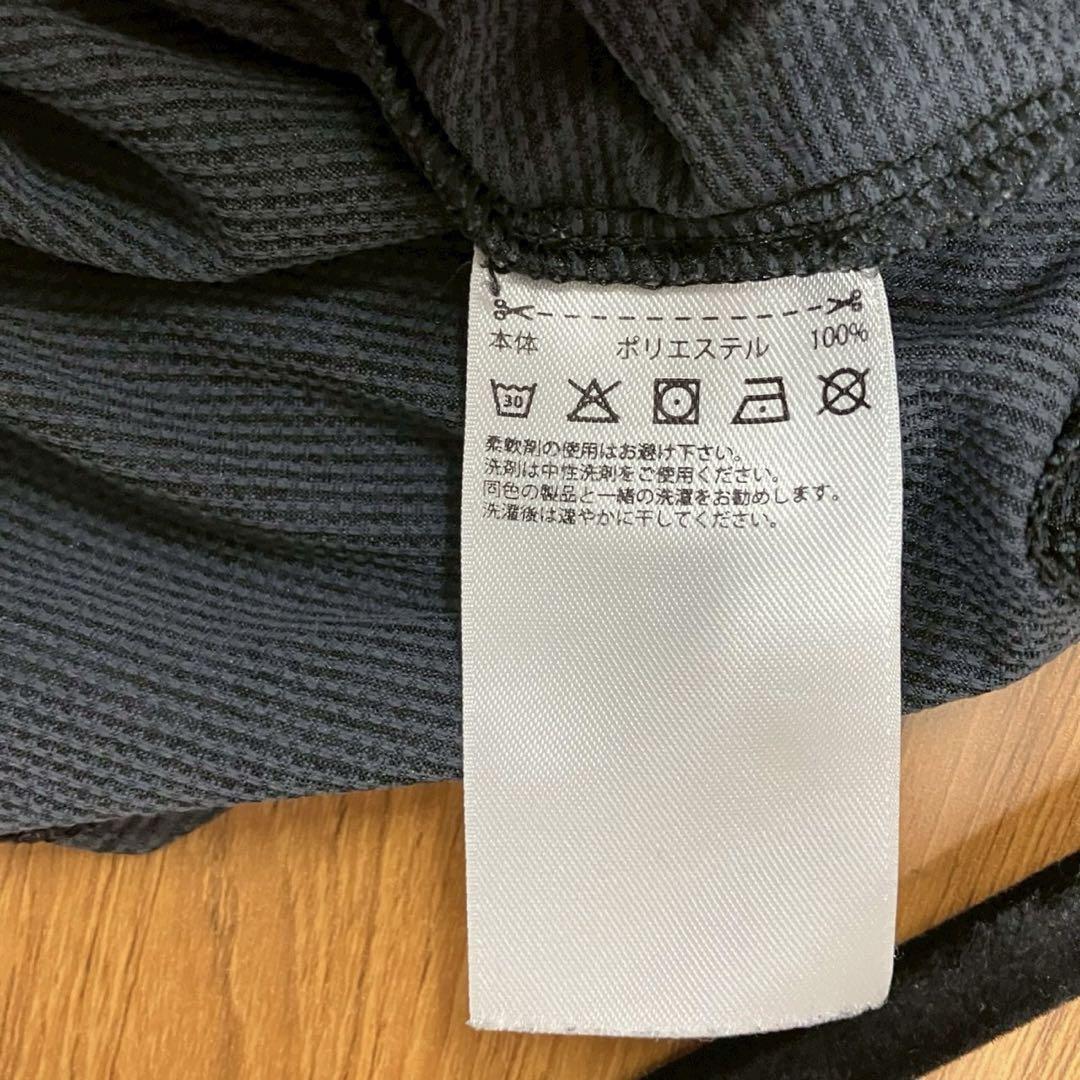 本体 ポリエステル 100%
30
柔軟剤の使用はお避け下さい。
洗剤は中性洗剤をご使用ください。
同色の製品と一緒の洗濯をお勧めします。
洗濯後は速やかに干してください。